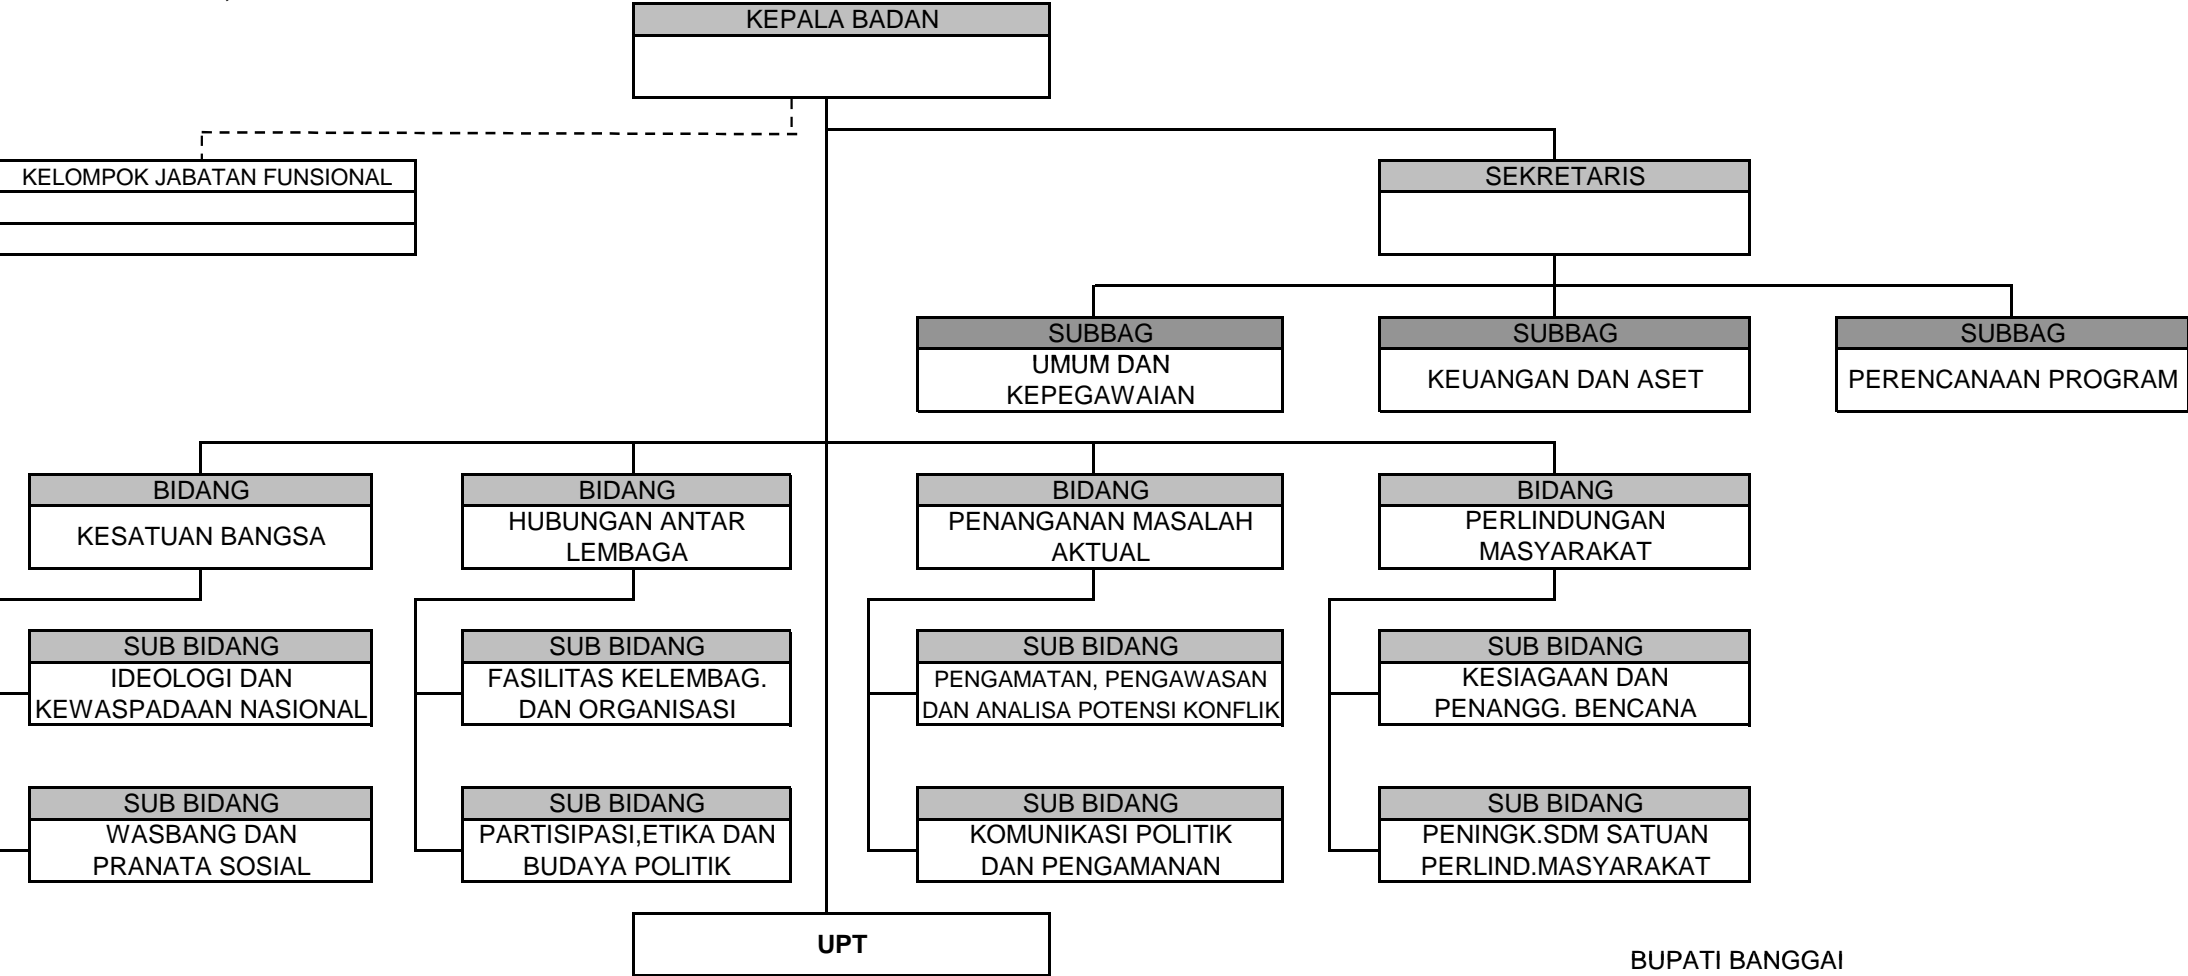 KEPALA BADAN
KELOMPOK JABATAN FUNSIONAL
SEKRETARIS
SUBBAG
UMUM DAN
KEPEGAWAIAN
SUBBAG
KEUANGAN DAN ASET
SUBBAG
PERENCANAAN PROGRAM
BIDANG
KESATUAN BANGSA
BIDANG
HUBUNGAN ANTAR
LEMBAGA
BIDANG
PENANGANAN MASALAH
AKTUAL
BIDANG
PERLINDUNGAN
MASYARAKAT
SUB BIDANG
IDEOLOGI DAN
KEWASPADAAN NASIONAL
SUB BIDANG
FASILITAS KELEMBAG.
DAN ORGANISASI
SUB BIDANG
PENGAMATAN, PENGAWASAN
DAN ANALISA POTENSI KONFLIK
SUB BIDANG
KESIAGAAN DAN
PENANGG. BENCANA
SUB BIDANG
WASBANG DAN
PRANATA SOSIAL
SUB BIDANG
PARTISIPASI,ETIKA DAN
BUDAYA POLITIK
SUB BIDANG
KOMUNIKASI POLITIK
DAN PENGAMANAN
SUB BIDANG
PENINGK.SDM SATUAN
PERLIND.MASYARAKAT
UPT
BUPATI BANGGAI